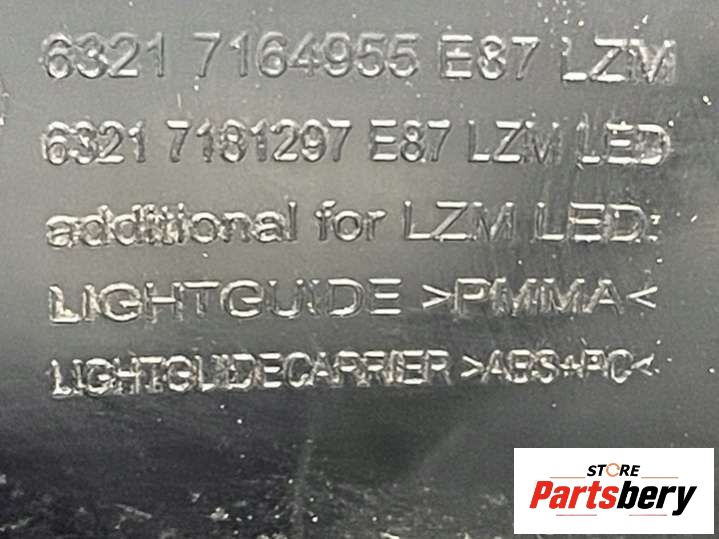 6321 7164955 E87 LZM
6321 7181297 E87 LZM LED
additional for LZM LED:
LIGHTGUIDE >PMMA<
LIGHTGUIDECARRIER >ABS+PC<
STORE
Partsbery